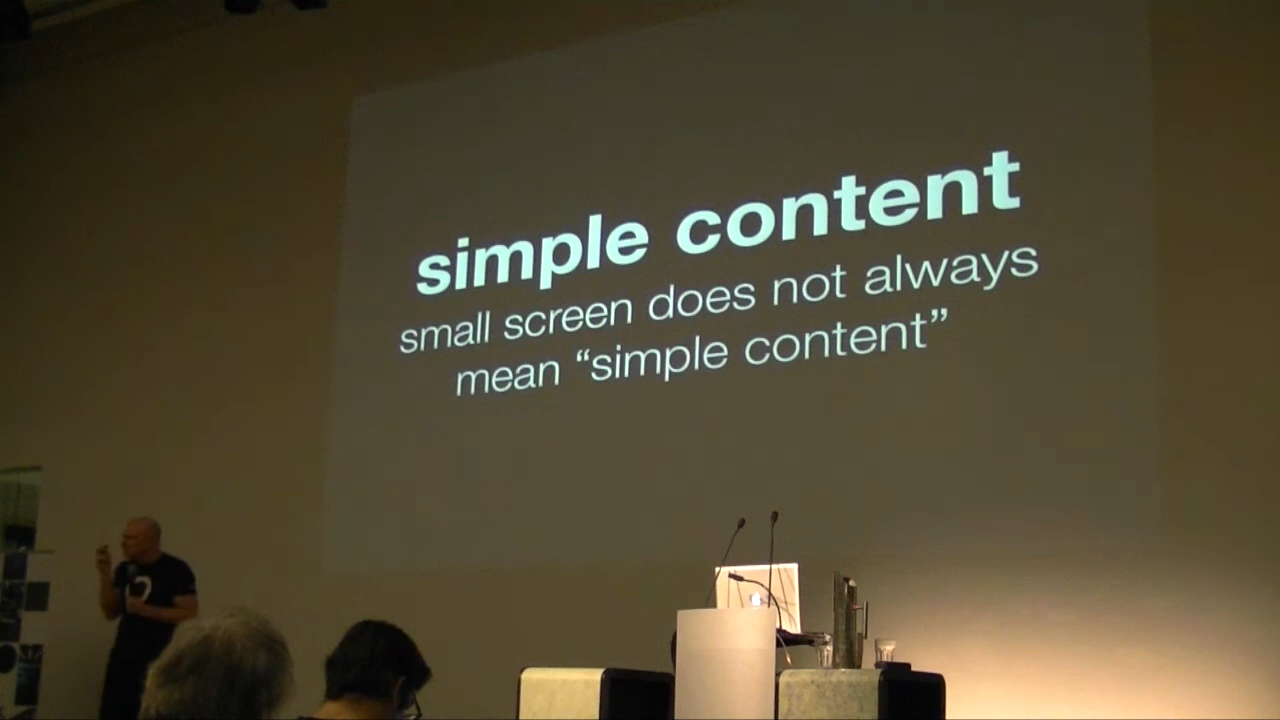 simple content
small screen does not always
mean “simple content”